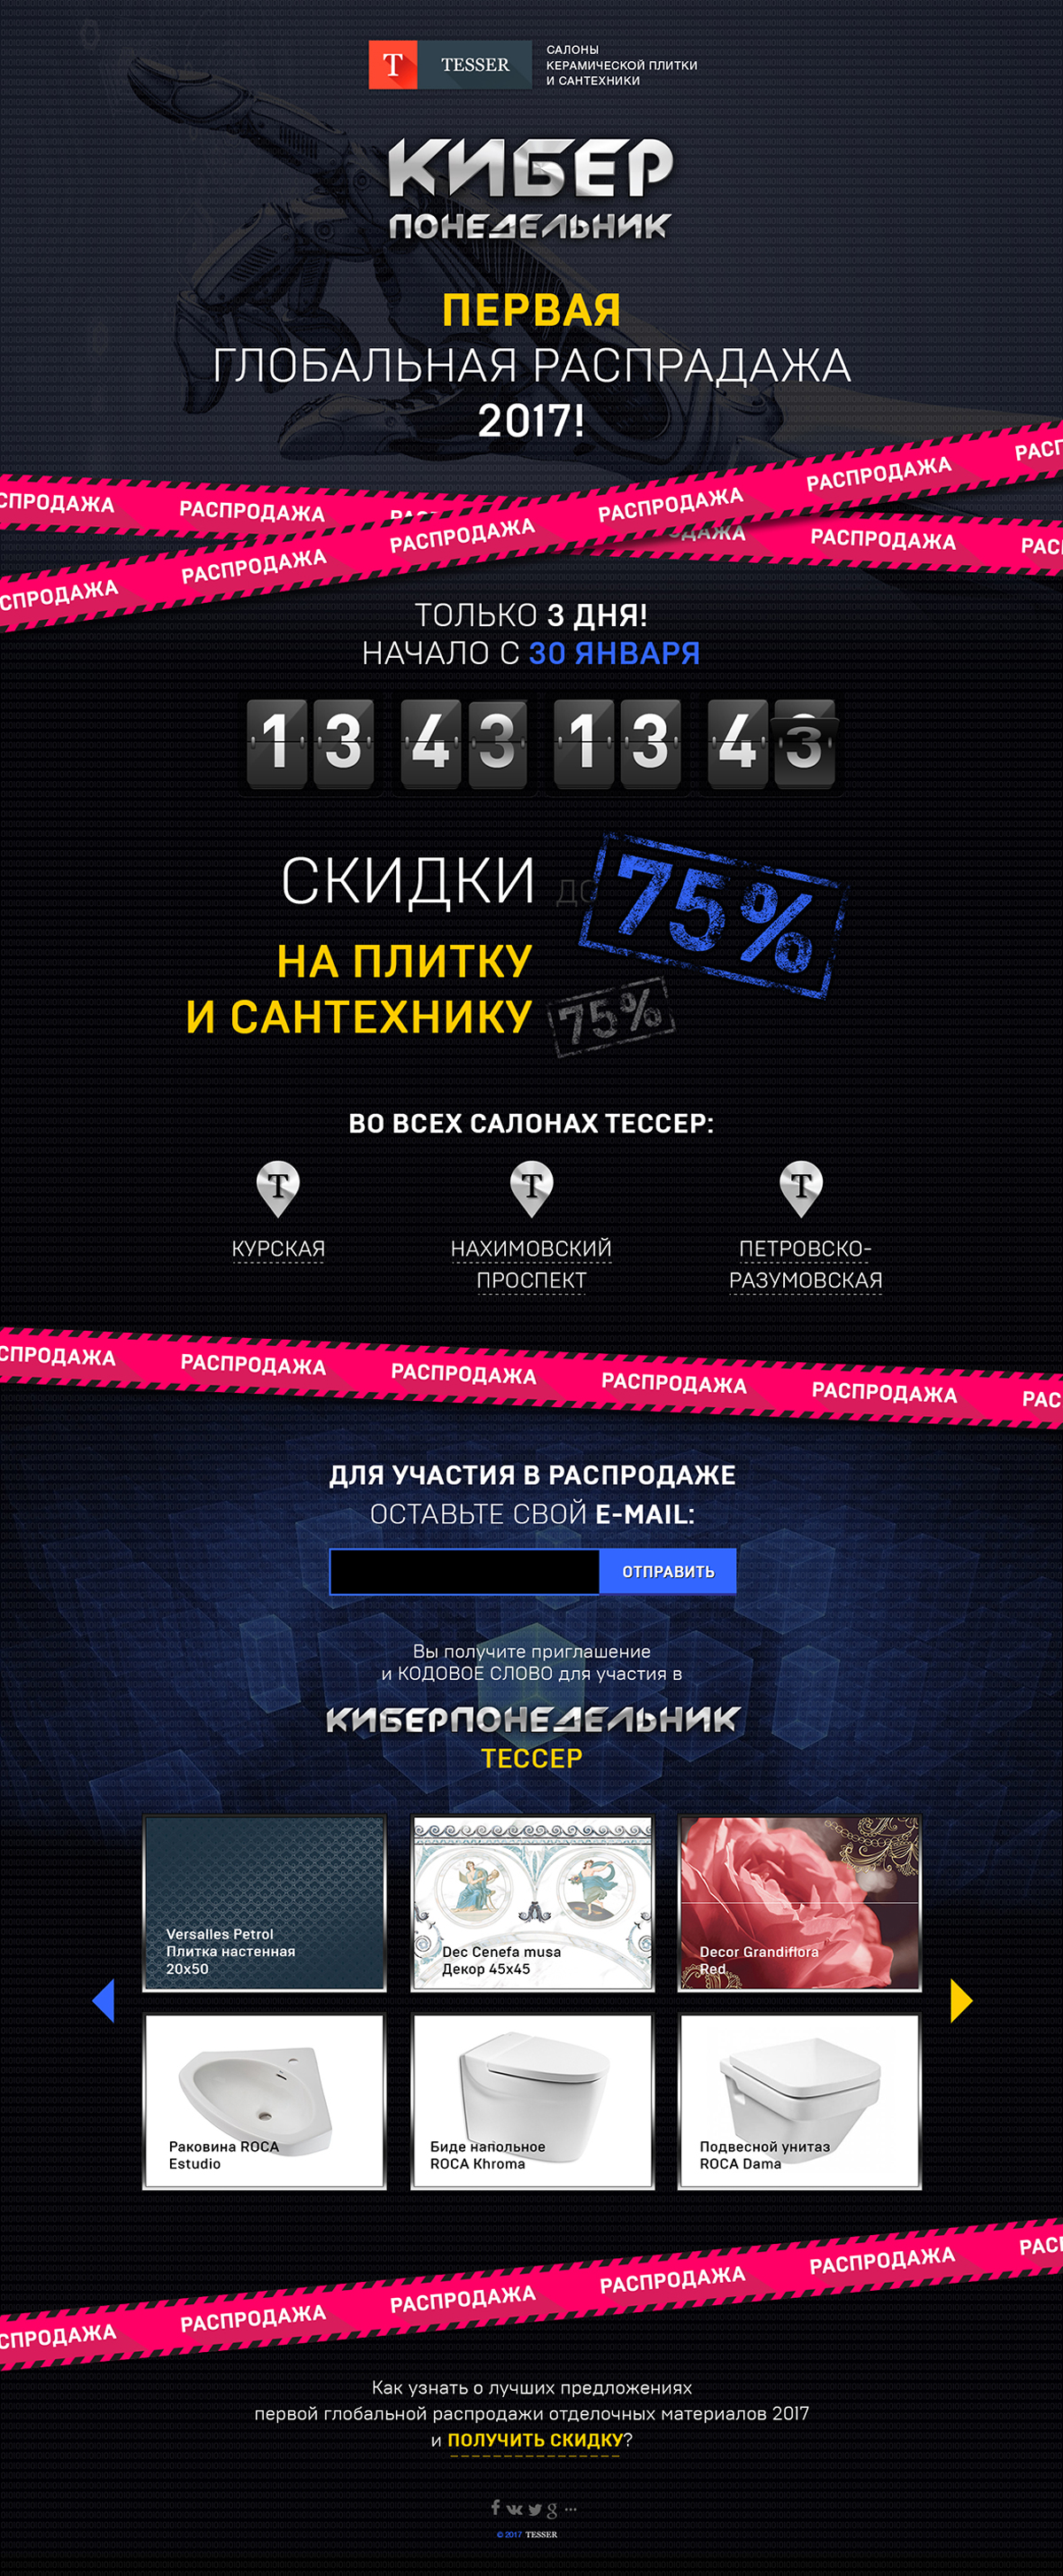 T TESSER
САЛОНЫ
КЕРАМИЧЕСКОЙ ПЛИТКИ
И САНТЕХНИКИ
КИБЕР
ПОНЕДЕЛЬНИК
ПЕРВАЯ
ГЛОБАЛЬНАЯ РАСПРАДАЖА
2017!
СПРОДАЖА РАСПРОДАЖА РАСП ОДАЖА РАСПРОДАЖА РАС
СПРОДАЖА РАСПРОДАЖА РАСПРОДАЖА РАСПРОДАЖА РАСПРОДАЖА РАСП
ТОЛЬКО 3 ДНЯ!
НАЧАЛО С 30 ЯНВАРЯ
13 43 13 43
СКИДКИ ДО 75%
НА ПЛИТКУ
И САНТЕХНИКУ 75%
ВО ВСЕХ САЛОНАХ ТЕССЕР:
T T T
КУРСКАЯ
НАХИМОВСКИЙ
ПРОСПЕКТ
ПЕТРОВСКО-
РАЗУМОВСКАЯ
СПРОДАЖА РАСПРОДАЖА РАСПРОДАЖА РАСПРОДАЖА РАСПРОДАЖА РАС
ДЛЯ УЧАСТИЯ В РАСПРОДАЖЕ
ОСТАВЬТЕ СВОЙ E-MAIL:
ОТПРАВИТЬ
Вы получите приглашение
и КОДОВОЕ СЛОВО для участия в
КИБЕРПОНЕДЕЛЬНИК
ТЕССЕР
Versalles Petrol
Плитка настенная
20x50
Dec Cenefa musa
Декор 45x45
Decor Grandiflora
Red
Раковина ROCA
Estudio
Биде напольное
ROCA Khroma
Подвесной унитаз
ROCA Dama
СПРОДАЖА РАСПРОДАЖА РАСПРОДАЖА РАСПРОДАЖА РАСПРОДАЖА РАСП
Как узнать о лучших предложениях
первой глобальной распродажи отделочных материалов 2017
и ПОЛУЧИТЬ СКИДКУ?
© 2017 TESSER